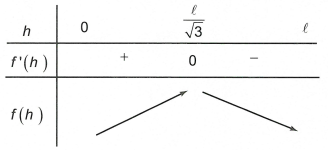 h 0 ℓ/√3 ℓ
f'(h) + 0 −
f(h)